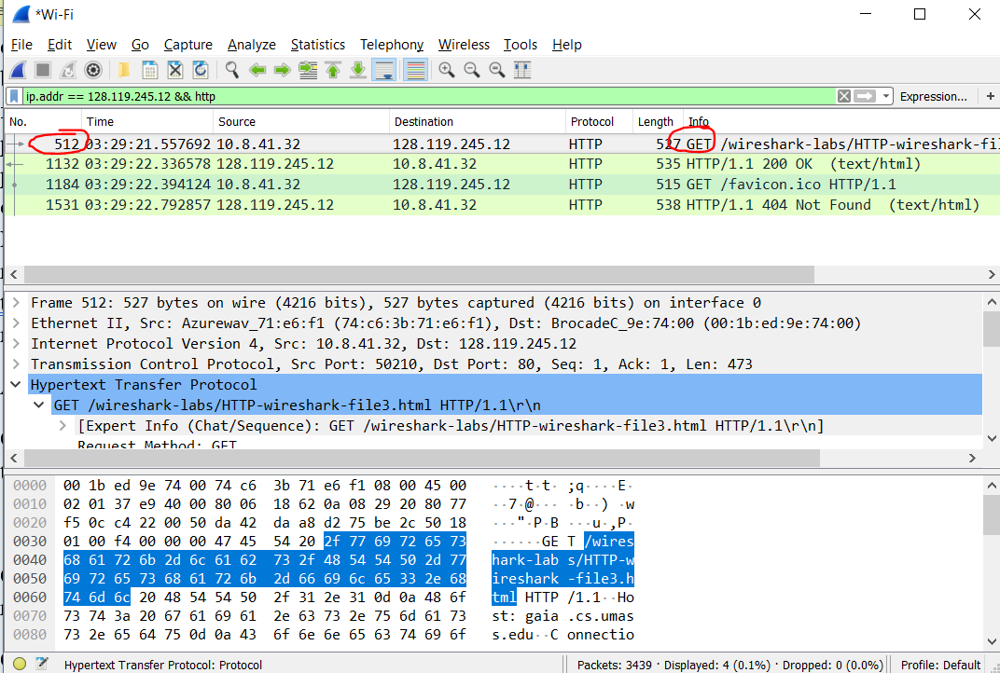 *Wi-Fi
File Edit View Go Capture Analyze Statistics Telephony Wireless Tools Help
ip.addr == 128.119.245.12 && http Expression... +
No. Time Source Destination Protocol Length Info
512 03:29:21.557692 10.8.41.32 128.119.245.12 HTTP 527 GET /wireshark-labs/HTTP-wireshark-fil
1132 03:29:22.336578 128.119.245.12 10.8.41.32 HTTP 535 HTTP/1.1 200 OK (text/html)
1184 03:29:22.394124 10.8.41.32 128.119.245.12 HTTP 515 GET /favicon.ico HTTP/1.1
1531 03:29:22.792857 128.119.245.12 10.8.41.32 HTTP 538 HTTP/1.1 404 Not Found (text/html)
Frame 512: 527 bytes on wire (4216 bits), 527 bytes captured (4216 bits) on interface 0
Ethernet II, Src: Azurewav_71:e6:f1 (74:c6:3b:71:e6:f1), Dst: BrocadeC_9e:74:00 (00:1b:ed:9e:74:00)
Internet Protocol Version 4, Src: 10.8.41.32, Dst: 128.119.245.12
Transmission Control Protocol, Src Port: 50210, Dst Port: 80, Seq: 1, Ack: 1, Len: 473
Hypertext Transfer Protocol
GET /wireshark-labs/HTTP-wireshark-file3.html HTTP/1.1\r\n
[Expert Info (Chat/Sequence): GET /wireshark-labs/HTTP-wireshark-file3.html HTTP/1.1\r\n]
Request Method: GET
0000 00 1b ed 9e 74 00 74 c6 3b 71 e6 f1 08 00 45 00 ····t·t· ;q····E·
0010 02 01 37 e9 40 00 80 06 18 62 0a 08 29 20 80 77 ··7·@··· ·b··) ·w
0020 f5 0c c4 22 00 50 da 42 da a8 d2 75 be 2c 50 18 ···"·P·B ···u·,P·
0030 01 00 f4 00 00 00 47 45 54 20 2f 77 69 72 65 73 ······GE T /wires
0040 68 61 72 6b 2d 6c 61 62 73 2f 48 54 54 50 2d 77 hark-lab s/HTTP-w
0050 69 72 65 73 68 61 72 6b 2d 66 69 6c 65 33 2e 68 ireshark -file3.h
0060 74 6d 6c 20 48 54 54 50 2f 31 2e 31 0d 0a 48 6f tml HTTP /1.1··Ho
0070 73 74 3a 20 67 61 69 61 2e 63 73 2e 75 6d 61 73 st: gaia .cs.umas
0080 73 2e 65 64 75 0d 0a 43 6f 6e 6e 65 63 74 69 6f s.edu··C onnectio
Hypertext Transfer Protocol: Protocol Packets: 3439 · Displayed: 4 (0.1%) · Dropped: 0 (0.0%) Profile: Default